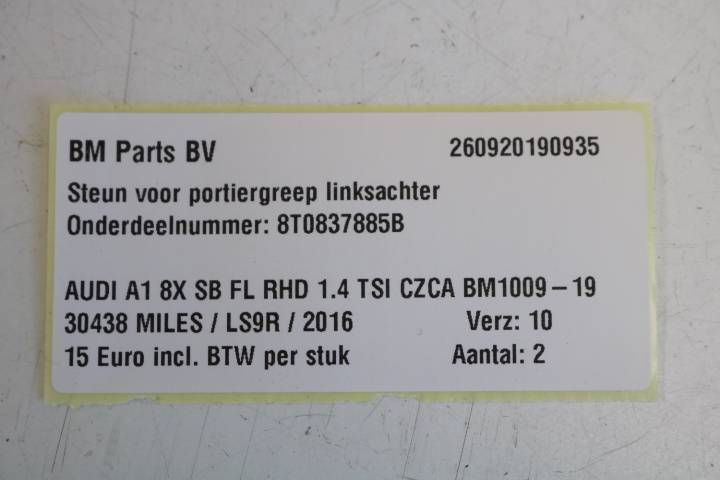 BM Parts BV 260920190935
Steun voor portiergreep linksachter
Onderdeelnummer: 8T0837885B
AUDI A1 8X SB FL RHD 1.4 TSI CZCA BM1009-19
30438 MILES / LS9R / 2016 Verz: 10
15 Euro incl. BTW per stuk Aantal: 2